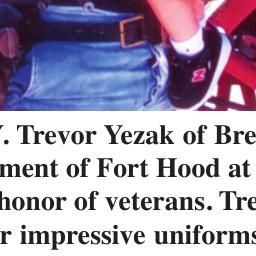 . Trevor Yezak of Bre
ment of Fort Hood at
honor of veterans. Tre
r impressive uniforms